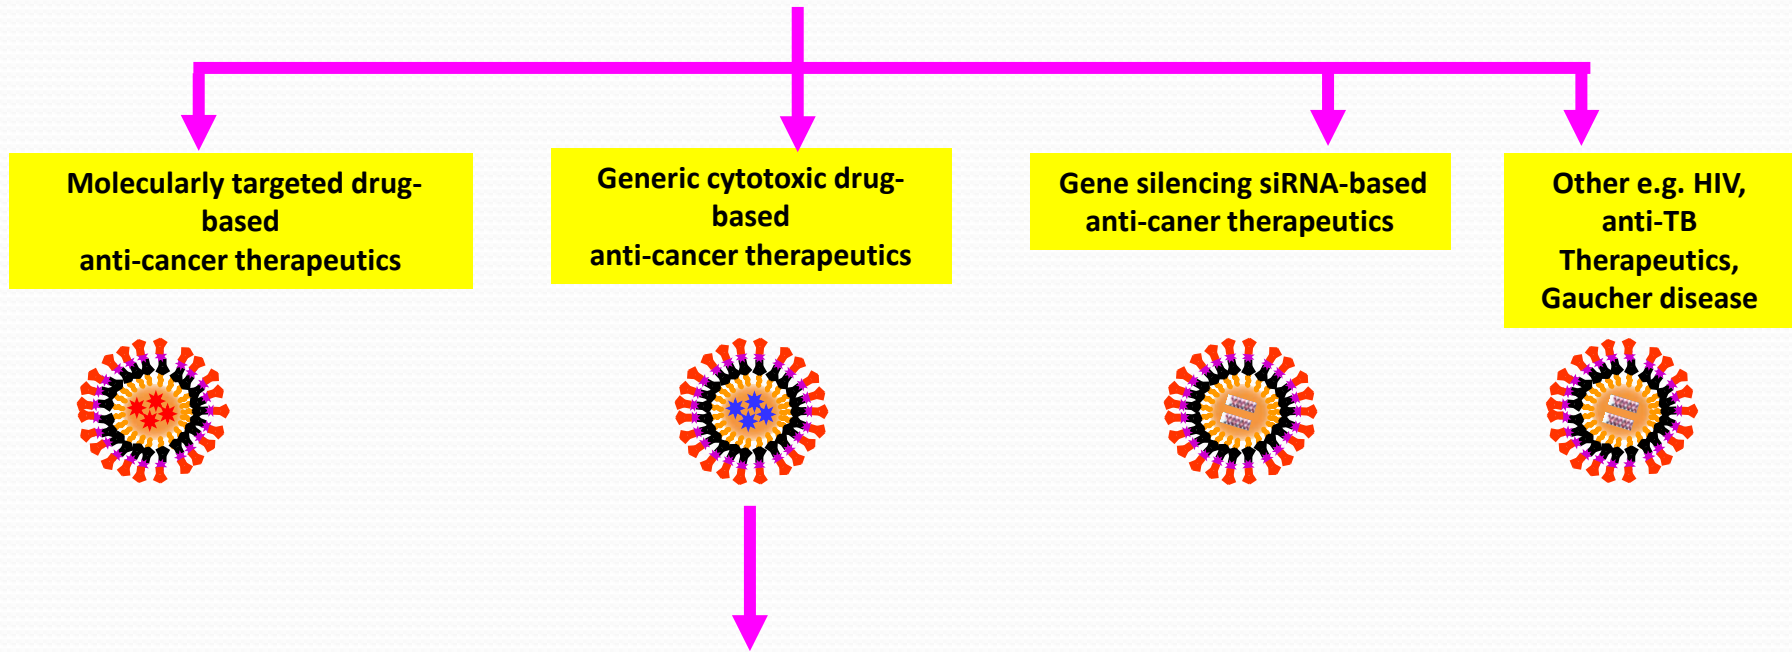 Molecularly targeted drug-
based
anti-cancer therapeutics
Generic cytotoxic drug-
based
anti-cancer therapeutics
Gene silencing siRNA-based
anti-caner therapeutics
Other e.g. HIV,
anti-TB
Therapeutics,
Gaucher disease